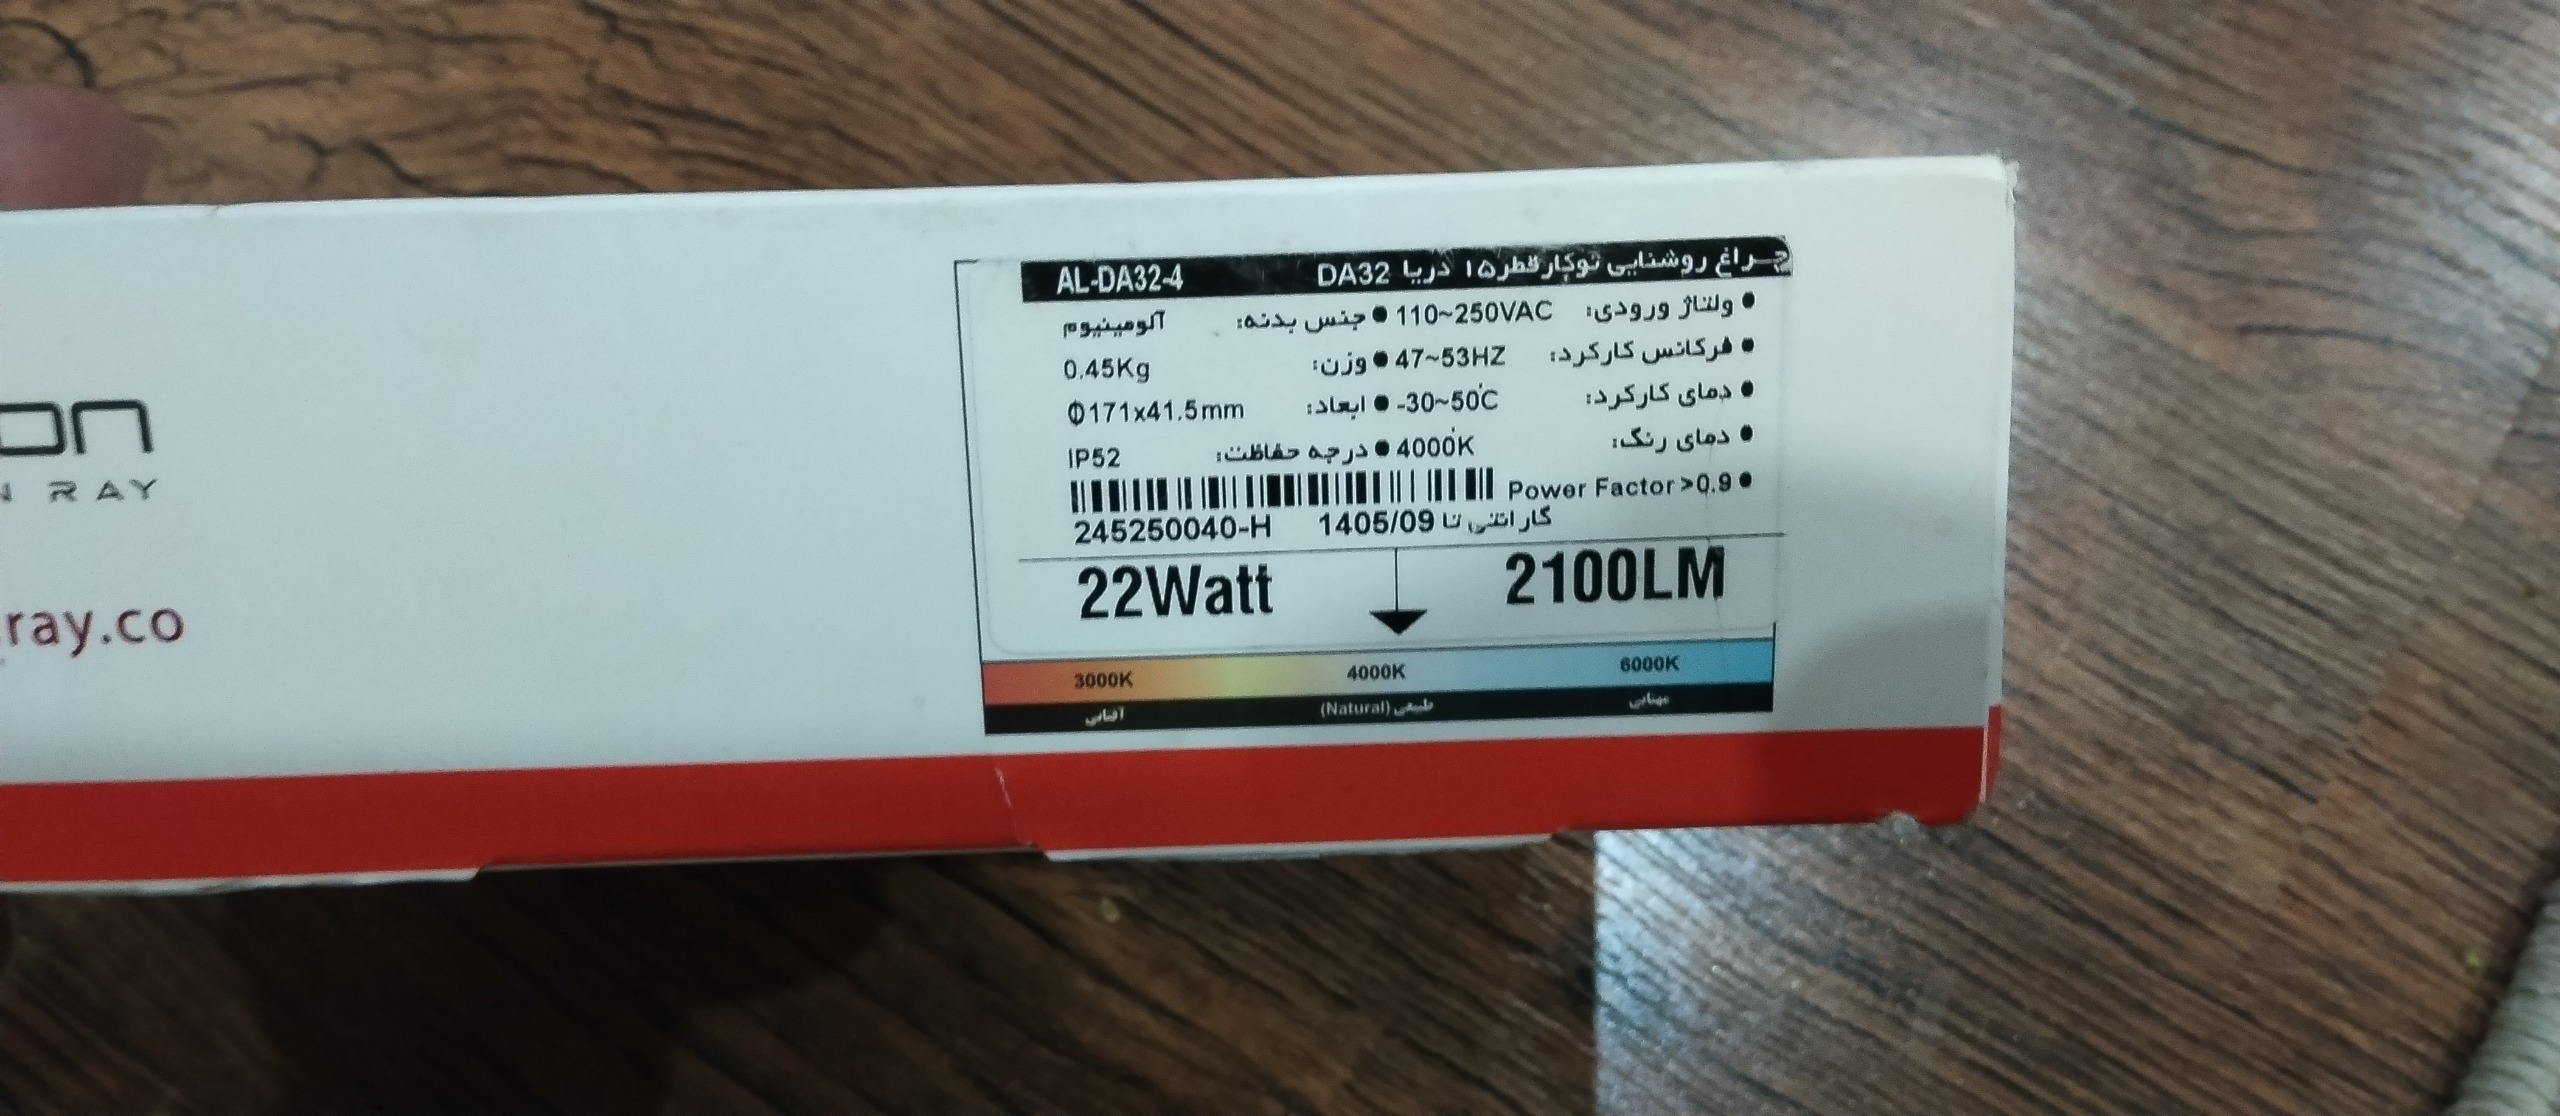 on
N RAY
ray.co
چراغ روشنایی توکار قطر ۱۵ دریا DA32 AL-DA32-4
● ولتاژ ورودی: 110~250VAC ● جنس بدنه: آلومینیوم
● فرکانس کارکرد: 47~53HZ ● وزن: 0.45Kg
● دمای کارکرد: -30~50°C ● ابعاد: Φ171x41.5mm
● دمای رنگ: 4000K ● درجه حفاظت: IP52
● Power Factor>0.9
گارانتی تا 1405/09 245250040-H
22Watt 2100LM
3000K 4000K 6000K
آفتابی طبیعی (Natural) مهتابی